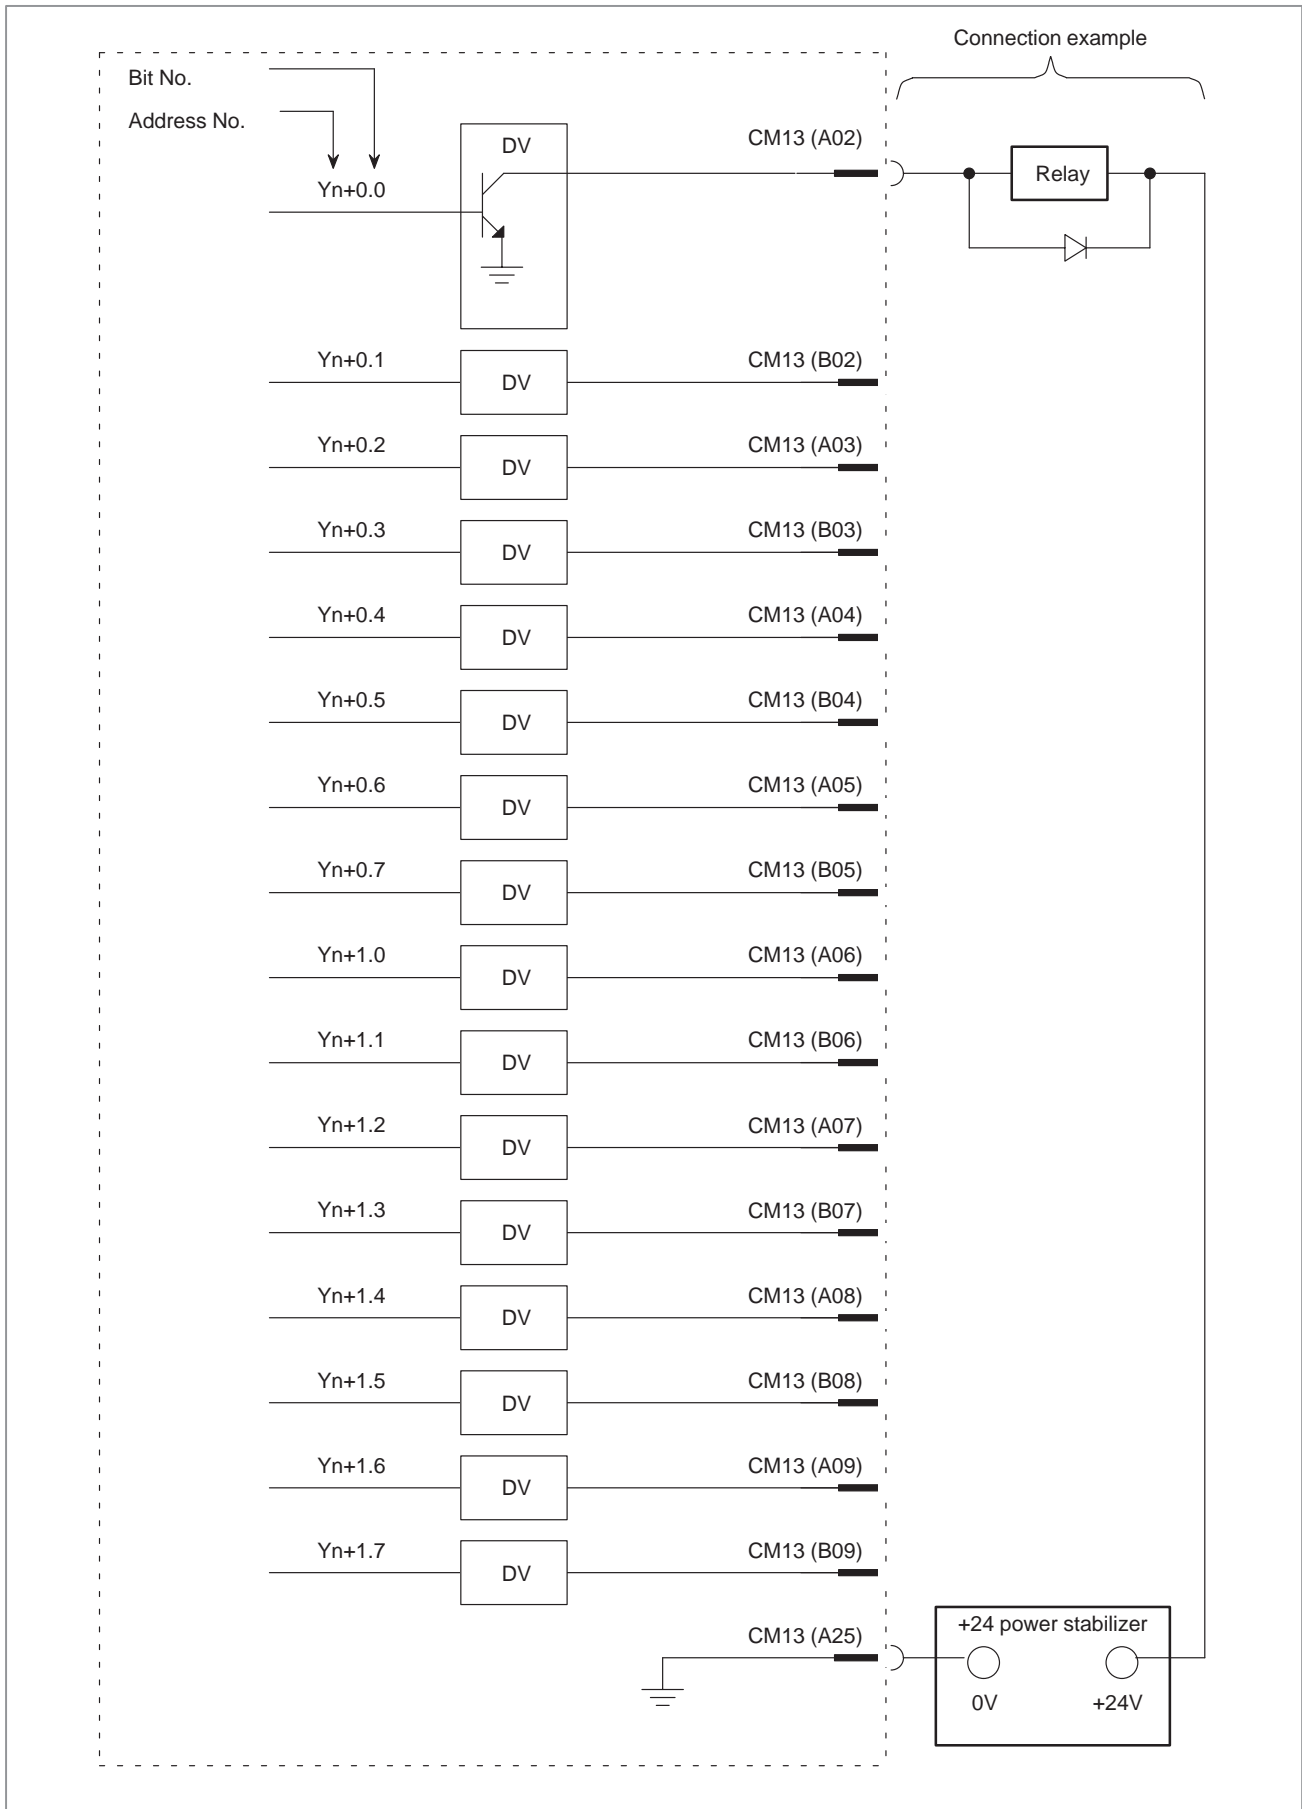 Connection example
Bit No.
Address No.
DV
CM13 (A02)
Yn+0.0
Relay
Yn+0.1
DV
CM13 (B02)
Yn+0.2
DV
CM13 (A03)
Yn+0.3
DV
CM13 (B03)
Yn+0.4
DV
CM13 (A04)
Yn+0.5
DV
CM13 (B04)
Yn+0.6
DV
CM13 (A05)
Yn+0.7
DV
CM13 (B05)
Yn+1.0
DV
CM13 (A06)
Yn+1.1
DV
CM13 (B06)
Yn+1.2
DV
CM13 (A07)
Yn+1.3
DV
CM13 (B07)
Yn+1.4
DV
CM13 (A08)
Yn+1.5
DV
CM13 (B08)
Yn+1.6
DV
CM13 (A09)
Yn+1.7
DV
CM13 (B09)
CM13 (A25)
+24 power stabilizer
0V
+24V